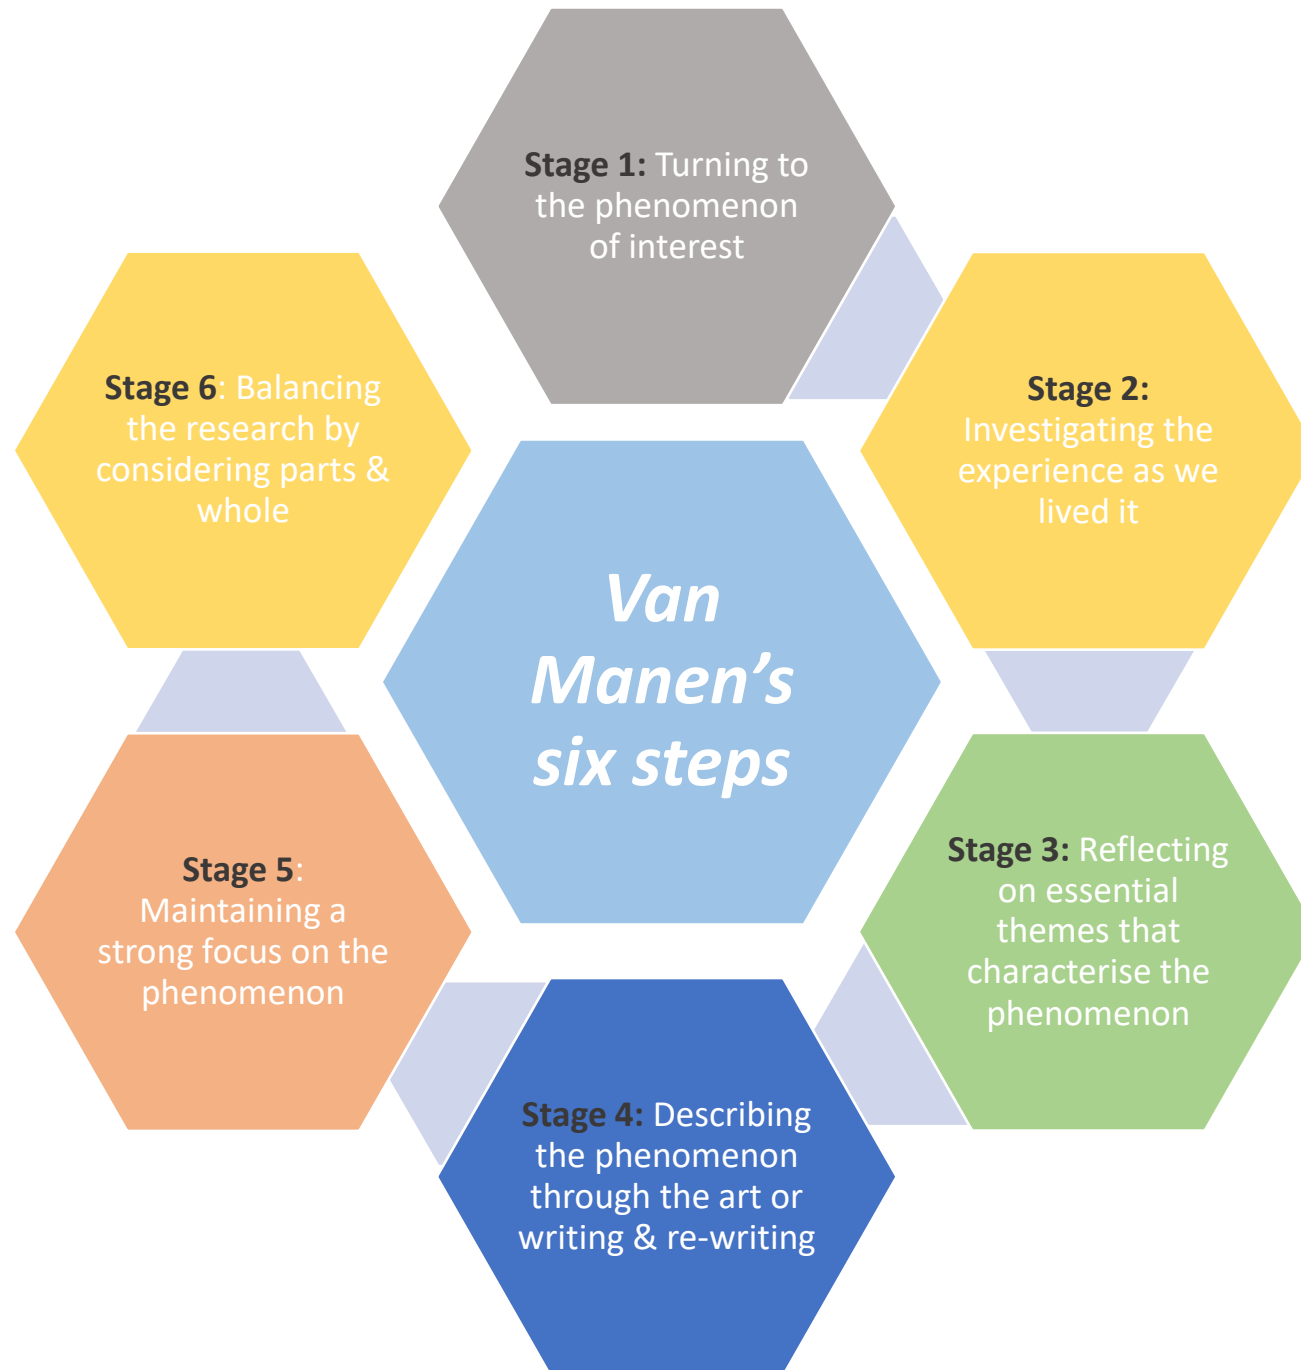 Stage 1: Turning to
the phenomenon
of interest
Stage 2:
Investigating the
experience as we
lived it
Stage 3: Reflecting
on essential
themes that
characterise the
phenomenon
Stage 4: Describing
the phenomenon
through the art or
writing & re-writing
Stage 5:
Maintaining a
strong focus on the
phenomenon
Stage 6: Balancing
the research by
considering parts &
whole
Van
Manen’s
six steps